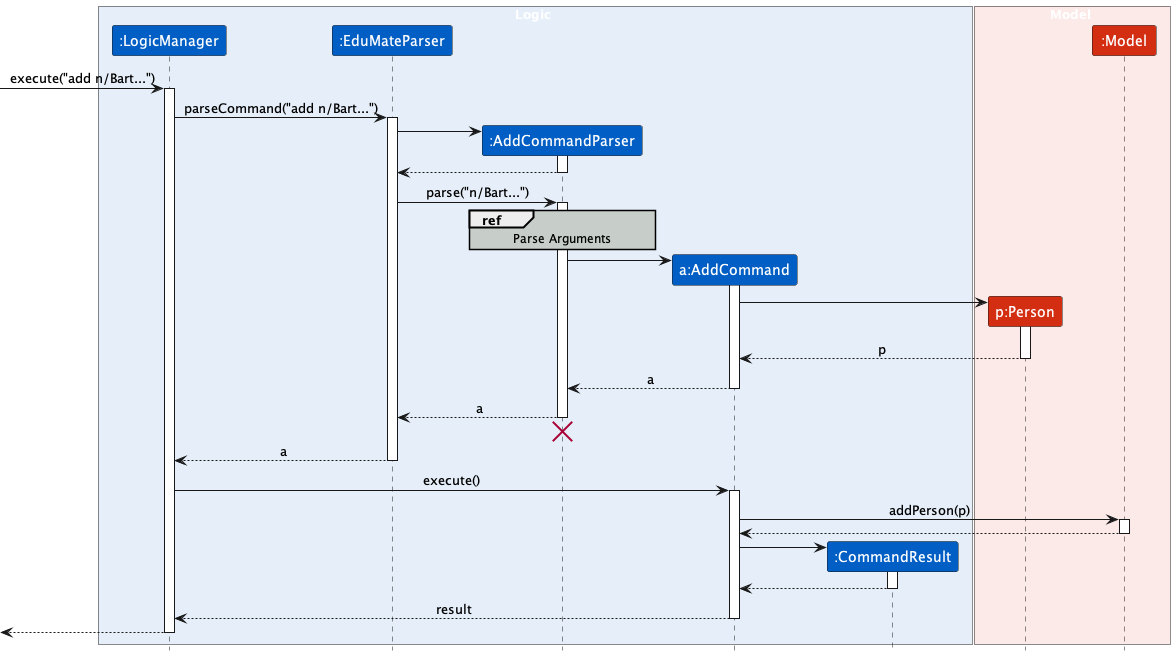 Logic
Model
:LogicManager
:EduMateParser
:Model
execute("add n/Bart...")
parseCommand("add n/Bart...")
:AddCommandParser
parse("n/Bart...")
ref
Parse Arguments
a:AddCommand
p:Person
p
a
a
a
execute()
addPerson(p)
:CommandResult
result